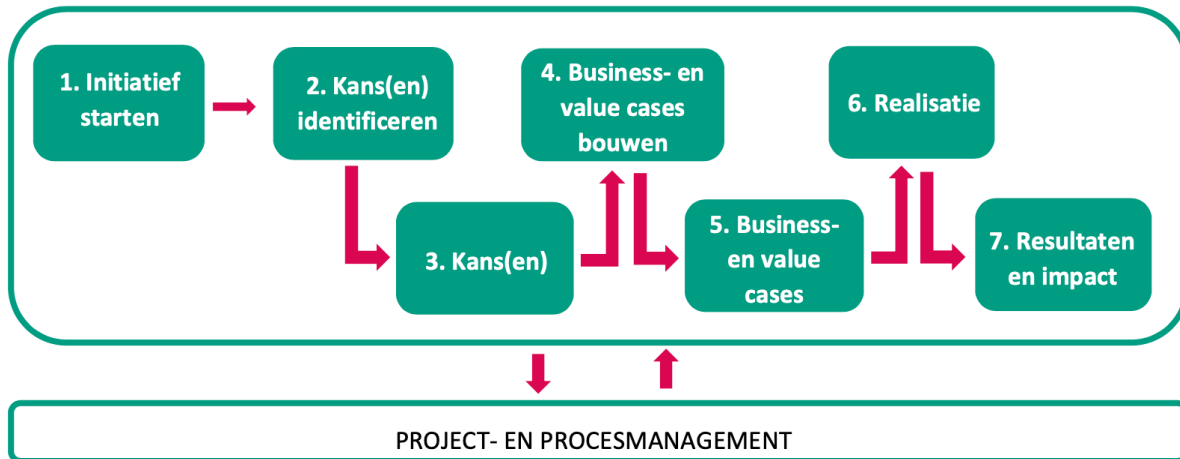 1. Initiatief
starten
2. Kans(en)
identificeren
3. Kans(en)
4. Business- en
value cases
bouwen
5. Business-
en value
cases
6. Realisatie
7. Resultaten
en impact
PROJECT- EN PROCESMANAGEMENT